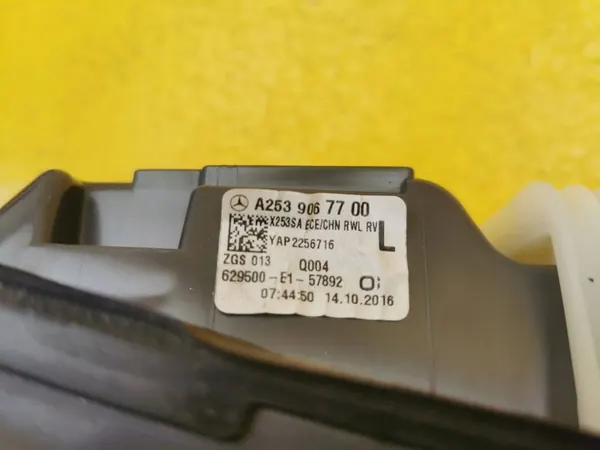 A253 906 77 00
X253SA ECE/CHN RWL RV
YAP2256716 L
ZGS 013 Q004
629500-E1-57892
07:44:50 14.10.2016